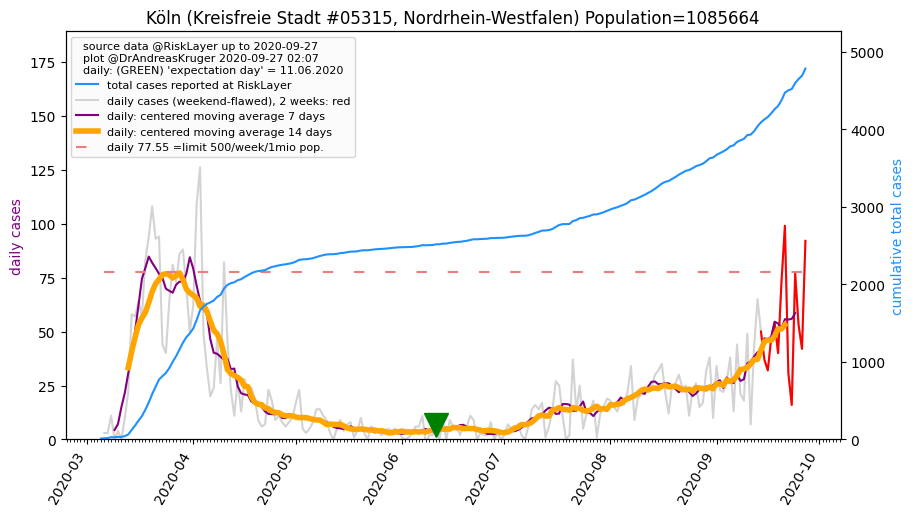 Köln (Kreisfreie Stadt #05315, Nordrhein-Westfalen) Population=1085664
source data @RiskLayer up to 2020-09-27
plot @DrAndreasKruger 2020-09-27 02:07
daily: (GREEN) 'expectation day' = 11.06.2020
total cases reported at RiskLayer
daily cases (weekend-flawed), 2 weeks: red
daily: centered moving average 7 days
daily: centered moving average 14 days
daily 77.55 =limit 500/week/1mio pop.
daily cases
175
150
125
100
75
50
25
0
cumulative total cases
5000
4000
3000
2000
1000
0
2020-03
2020-04
2020-05
2020-06
2020-07
2020-08
2020-09
2020-10